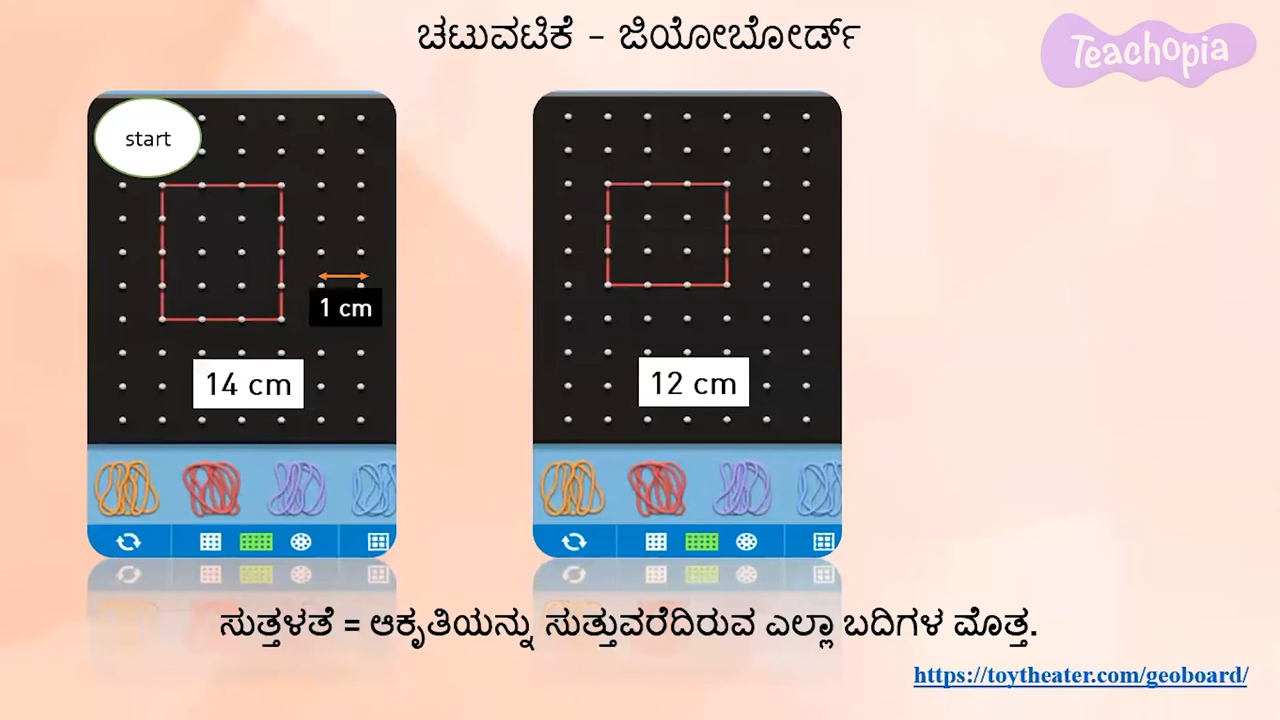 ಚಟುವಟಿಕೆ - ಜಿಯೋಬೋರ್ಡ್
Teachopia
start
1 cm
14 cm
12 cm
ಸುತ್ತಳತೆ = ಆಕೃತಿಯನ್ನು ಸುತ್ತುವರೆದಿರುವ ಎಲ್ಲಾ ಬದಿಗಳ ಮೊತ್ತ.
https://toytheater.com/geoboard/